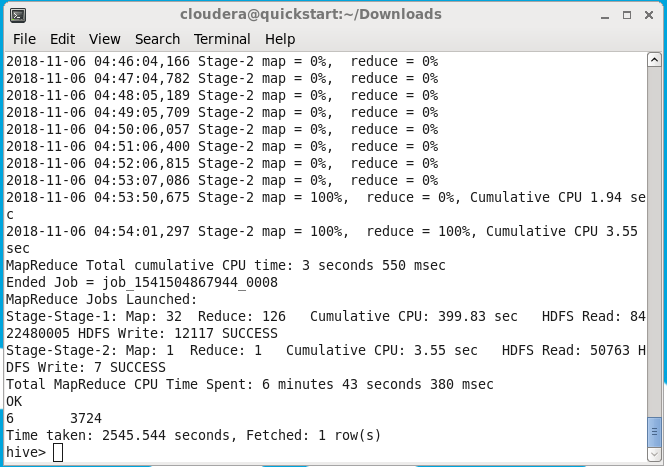 cloudera@quickstart:~/Downloads
File Edit View Search Terminal Help
2018-11-06 04:46:04,166 Stage-2 map = 0%,  reduce = 0%
2018-11-06 04:47:04,782 Stage-2 map = 0%,  reduce = 0%
2018-11-06 04:48:05,189 Stage-2 map = 0%,  reduce = 0%
2018-11-06 04:49:05,709 Stage-2 map = 0%,  reduce = 0%
2018-11-06 04:50:06,057 Stage-2 map = 0%,  reduce = 0%
2018-11-06 04:51:06,400 Stage-2 map = 0%,  reduce = 0%
2018-11-06 04:52:06,815 Stage-2 map = 0%,  reduce = 0%
2018-11-06 04:53:07,086 Stage-2 map = 0%,  reduce = 0%
2018-11-06 04:53:50,675 Stage-2 map = 100%,  reduce = 0%, Cumulative CPU 1.94 se
c
2018-11-06 04:54:01,297 Stage-2 map = 100%,  reduce = 100%, Cumulative CPU 3.55
sec
MapReduce Total cumulative CPU time: 3 seconds 550 msec
Ended Job = job_1541504867944_0008
MapReduce Jobs Launched:
Stage-Stage-1: Map: 32  Reduce: 126   Cumulative CPU: 399.83 sec   HDFS Read: 84
22480005 HDFS Write: 12117 SUCCESS
Stage-Stage-2: Map: 1  Reduce: 1   Cumulative CPU: 3.55 sec   HDFS Read: 50763 H
DFS Write: 7 SUCCESS
Total MapReduce CPU Time Spent: 6 minutes 43 seconds 380 msec
OK
6       3724
Time taken: 2545.544 seconds, Fetched: 1 row(s)
hive>